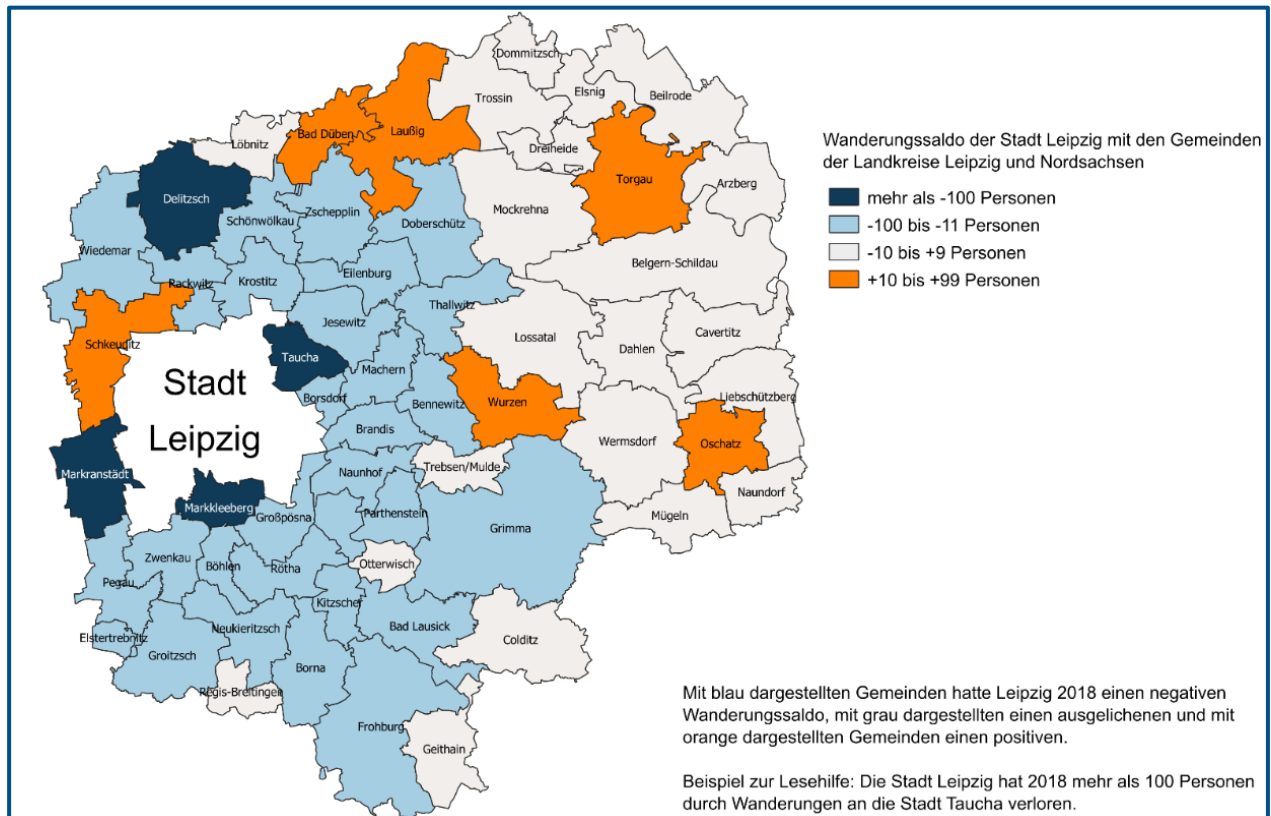 Dommitzsch
Trossin
Elsnig
Beilrode
Bad Düben
Laußig
Löbnitz
Dreiheide
Torgau
Arzberg
Delitzsch
Mockrehna
Zschepplin
Schönwölkau
Doberschütz
Wiedemar
Belgern-Schildau
Eilenburg
Rackwitz
Krostitz
Thallwitz
Jesewitz
Lossatal
Cavertitz
Schkeuditz
Dahlen
Taucha
Machern
Stadt
Leipzig
Borsdorf
Bennewitz
Wurzen
Liebschützberg
Brandis
Wermsdorf
Oschatz
Markranstädt
Naunhof
Trebsen/Mulde
Naundorf
Markkleeberg
Großpösna
Parthenstein
Mügeln
Grimma
Zwenkau
Böhlen
Rötha
Otterwisch
Pegau
Kitzscher
Elstertrebnitz
Neukieritzsch
Bad Lausick
Colditz
Groitzsch
Borna
Regis-Breitingen
Frohburg
Geithain
Wanderungssaldo der Stadt Leipzig mit den Gemeinden
der Landkreise Leipzig und Nordsachsen
mehr als -100 Personen
-100 bis -11 Personen
-10 bis +9 Personen
+10 bis +99 Personen
Mit blau dargestellten Gemeinden hatte Leipzig 2018 einen negativen
Wanderungssaldo, mit grau dargestellten einen ausgelichenen und mit
orange dargestellten Gemeinden einen positiven.
Beispiel zur Lesehilfe: Die Stadt Leipzig hat 2018 mehr als 100 Personen
durch Wanderungen an die Stadt Taucha verloren.